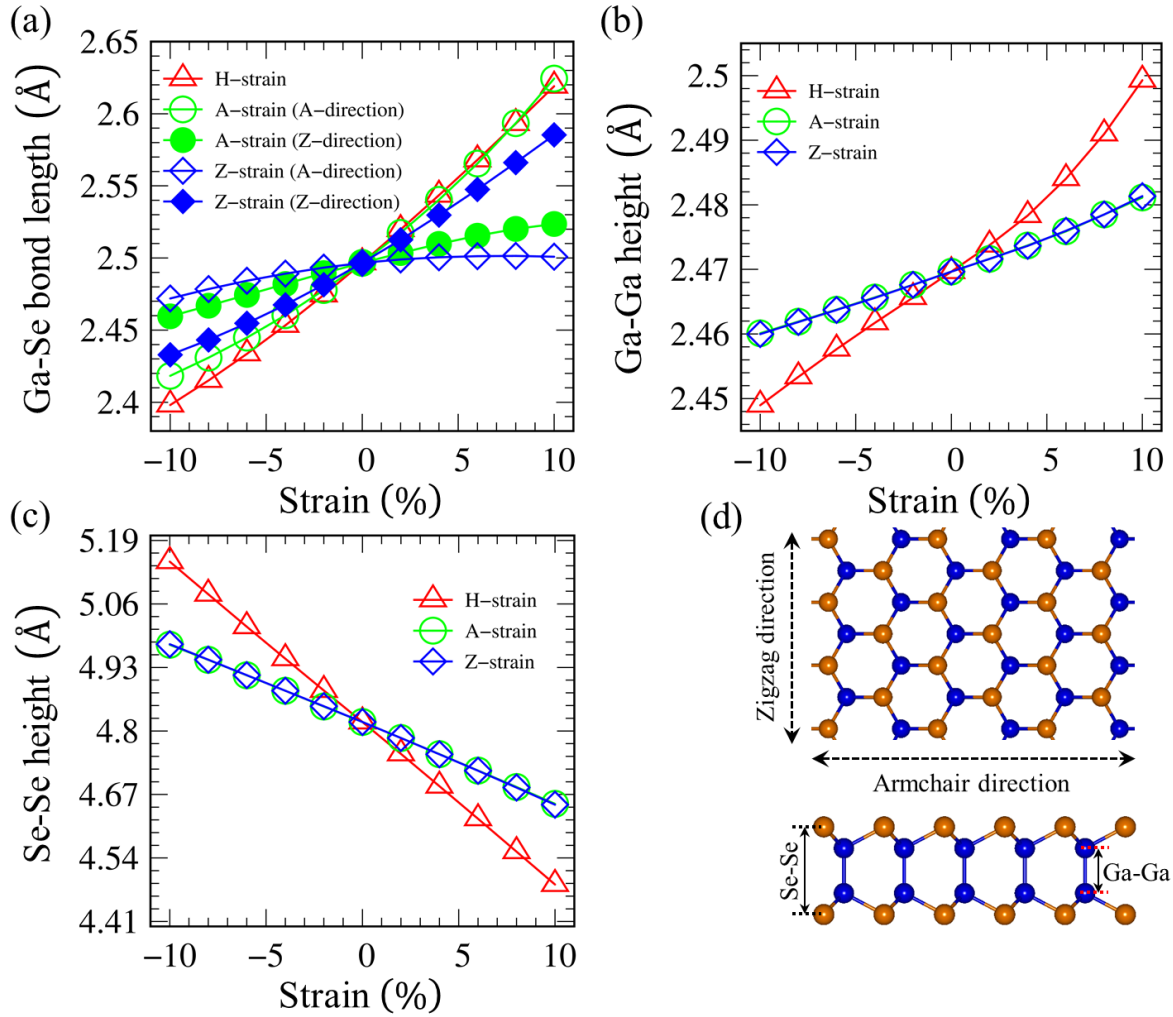 (a)
Ga-Se bond length (Å)
2.65
2.6
2.55
2.5
2.45
2.4
H−strain
A−strain (A−direction)
A−strain (Z−direction)
Z−strain (A−direction)
Z−strain (Z−direction)
−10 −5 0 5 10
Strain (%)
(b)
Ga-Ga height (Å)
2.5
2.49
2.48
2.47
2.46
2.45
H−strain
A−strain
Z−strain
−10 −5 0 5 10
Strain (%)
(c)
Se-Se height (Å)
5.19
5.06
4.93
4.8
4.67
4.54
4.41
H−strain
A−strain
Z−strain
−10 −5 0 5 10
Strain (%)
(d)
Zigzag direction
Armchair direction
Se-Se
Ga-Ga